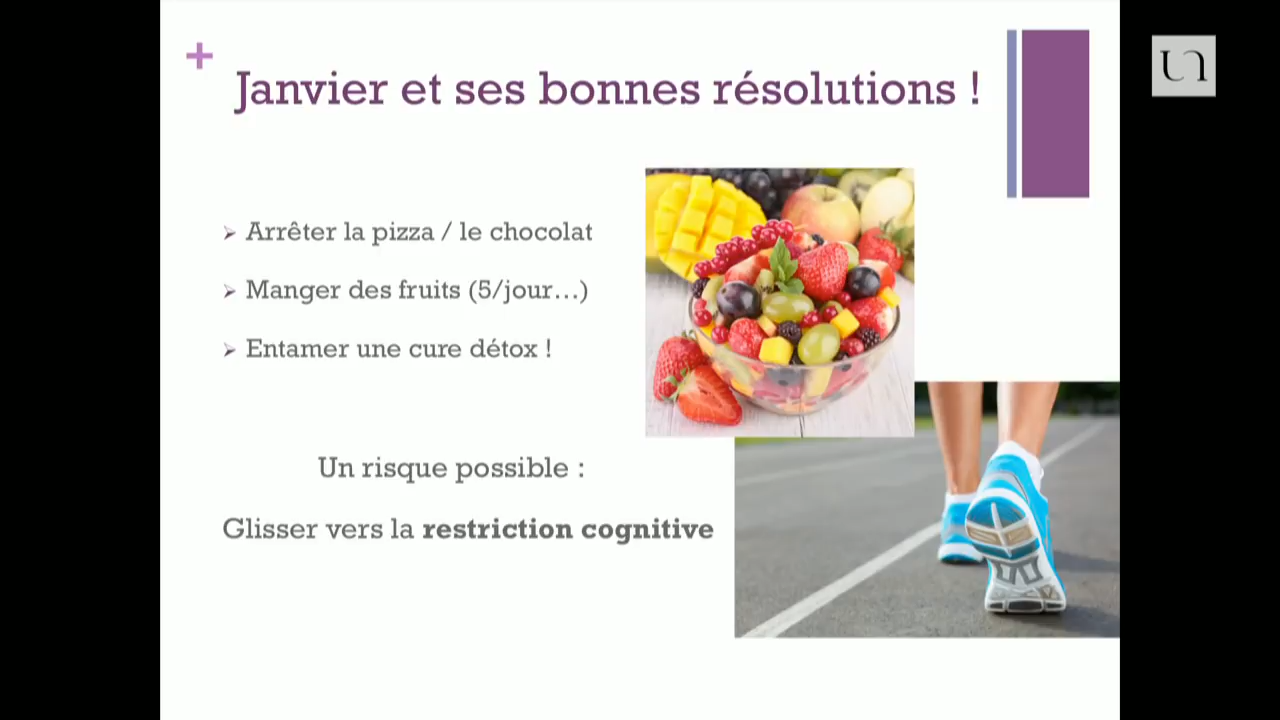 Janvier et ses bonnes résolutions !
Arrêter la pizza / le chocolat
Manger des fruits (5/jour...)
Entamer une cure détox !
Un risque possible :
Glisser vers la restriction cognitive